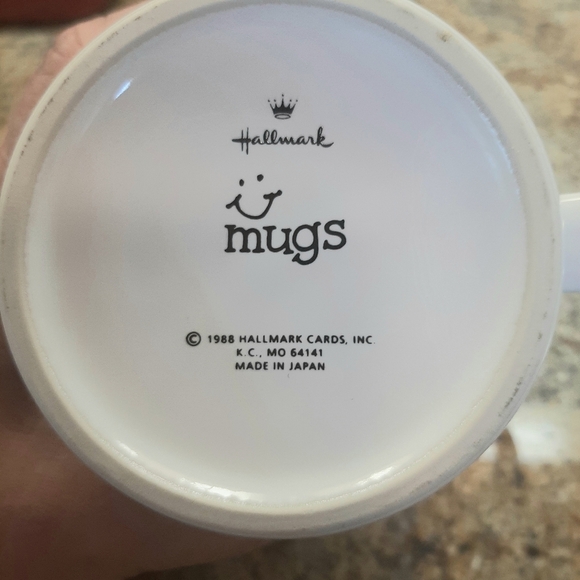 Hallmark
mugs
© 1988 HALLMARK CARDS, INC.
K.C., MO 64141
MADE IN JAPAN